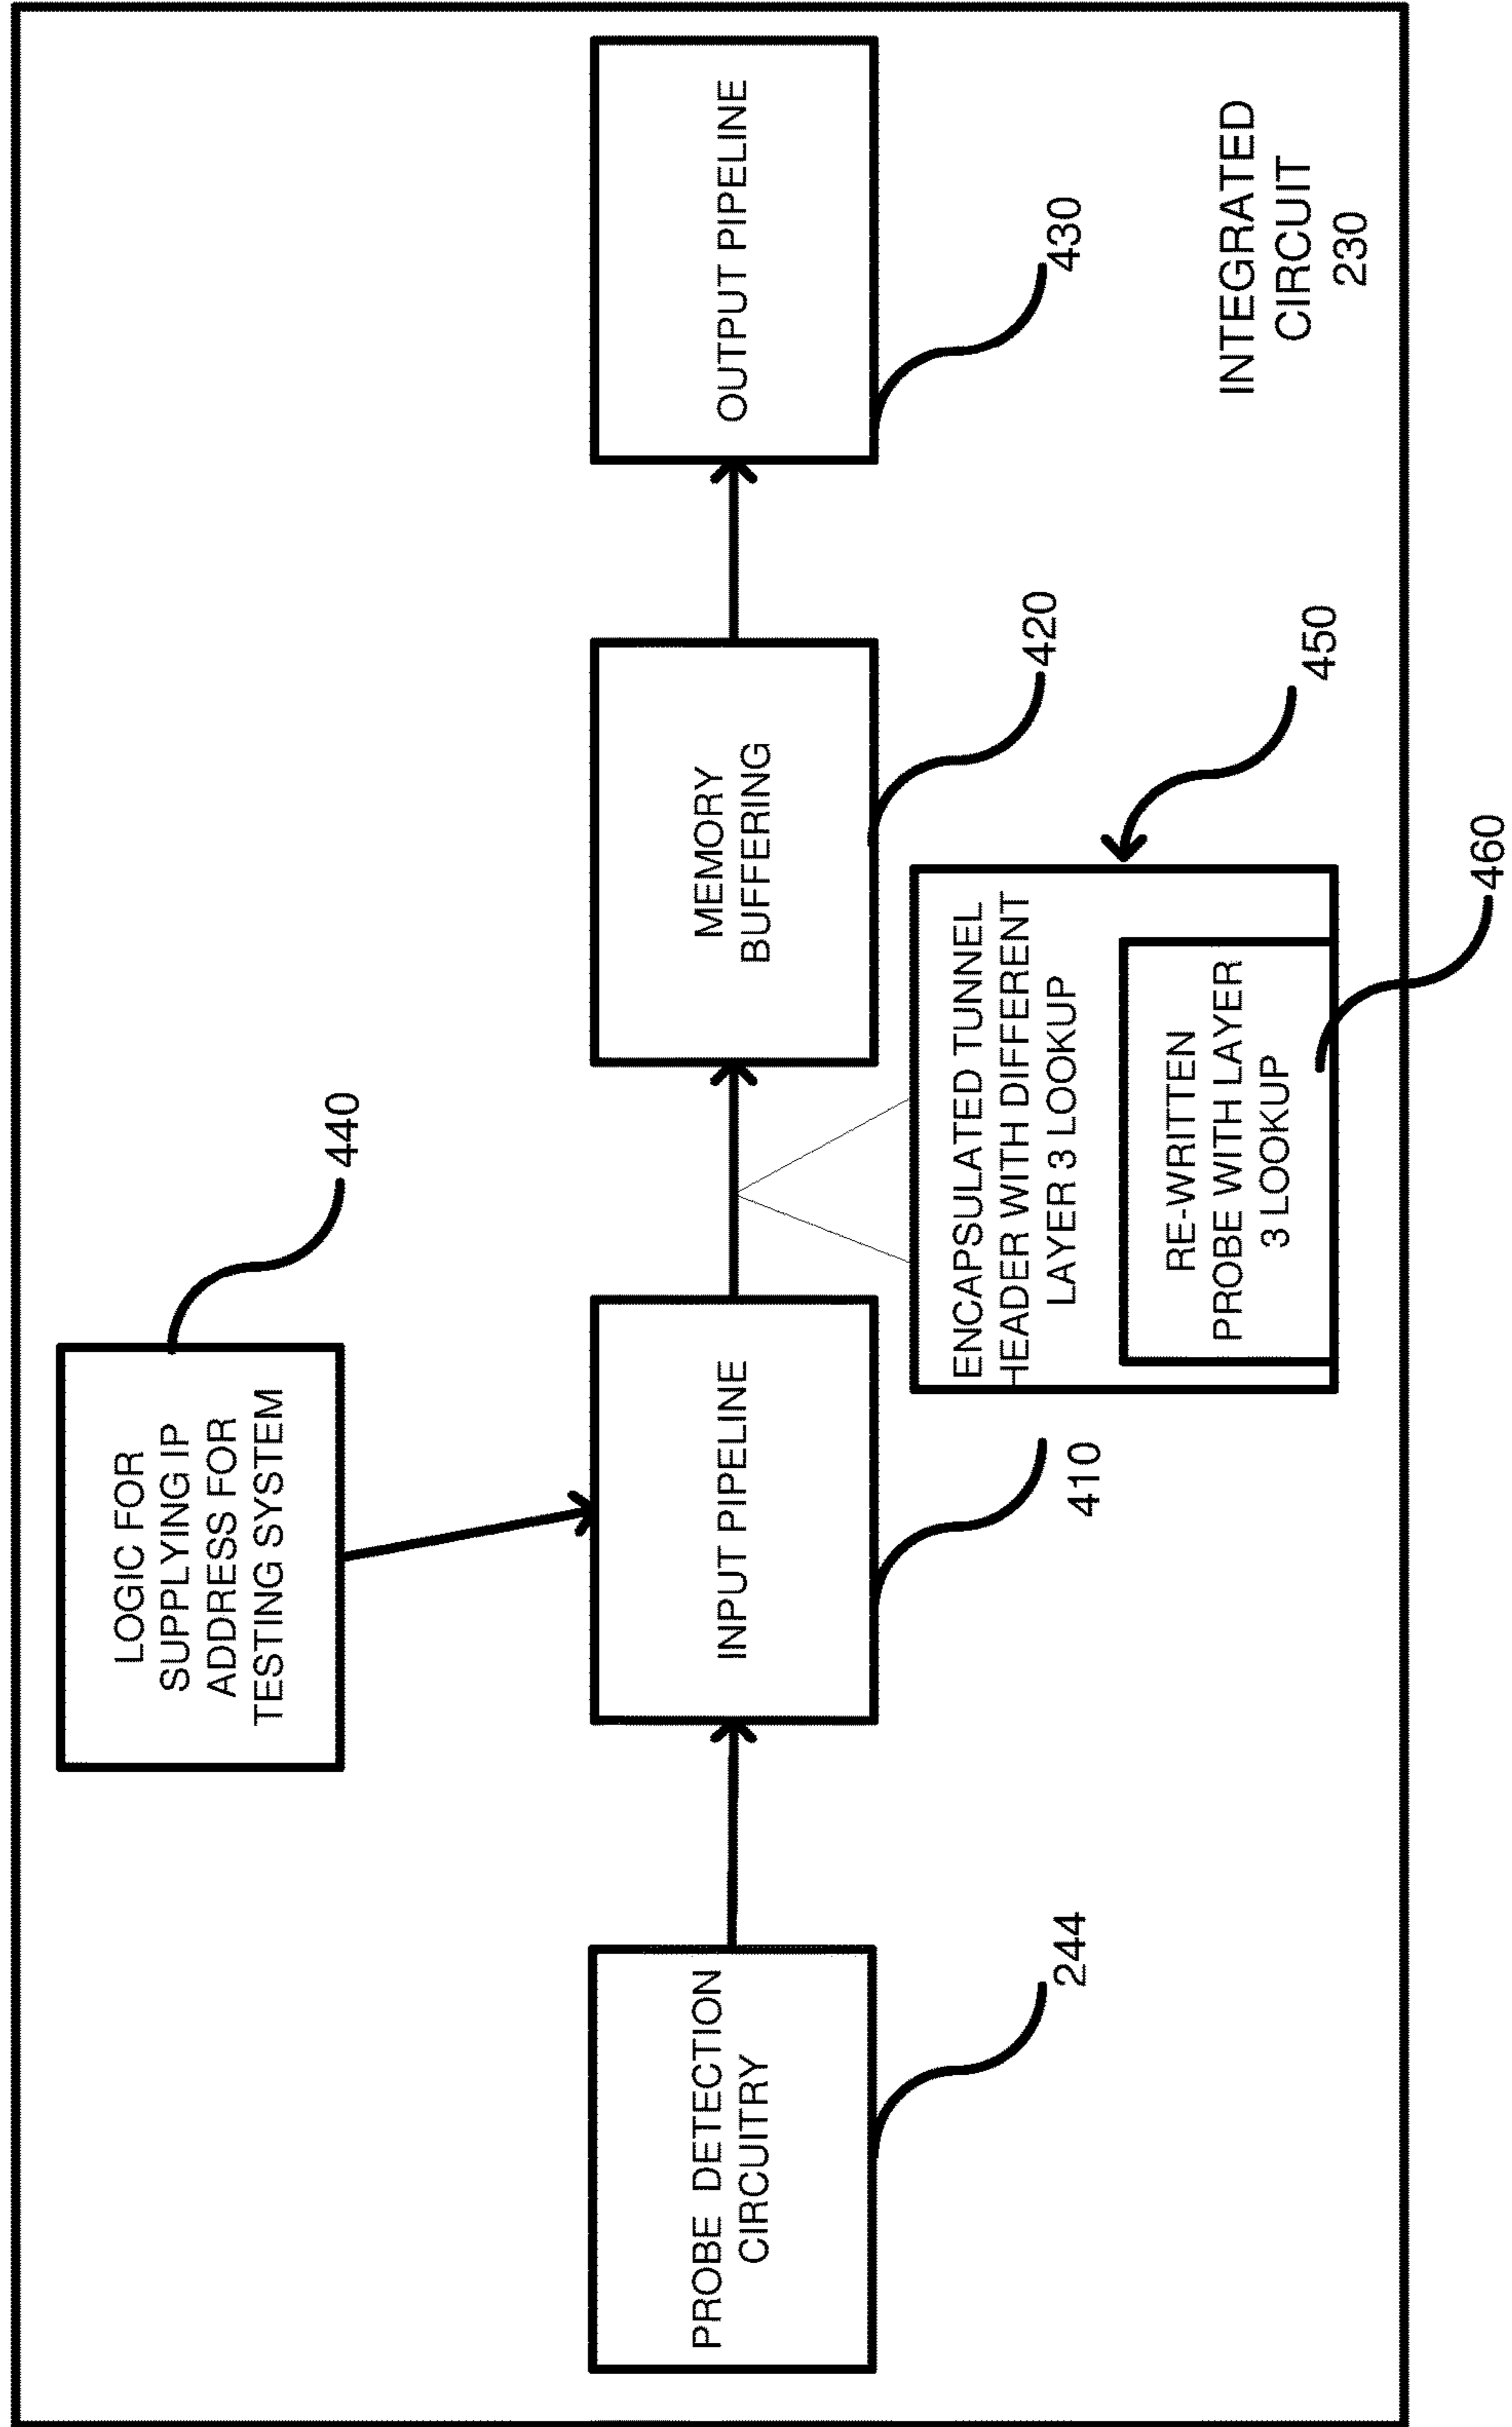 LOGIC FOR
SUPPLYING IP
ADDRESS FOR
TESTING SYSTEM
440
PROBE DETECTION
CIRCUITRY
244
INPUT PIPELINE
410
MEMORY
BUFFERING
420
OUTPUT PIPELINE
430
ENCAPSULATED TUNNEL
HEADER WITH DIFFERENT
LAYER 3 LOOKUP
450
RE-WRITTEN
PROBE WITH LAYER
3 LOOKUP
460
INTEGRATED
CIRCUIT
230